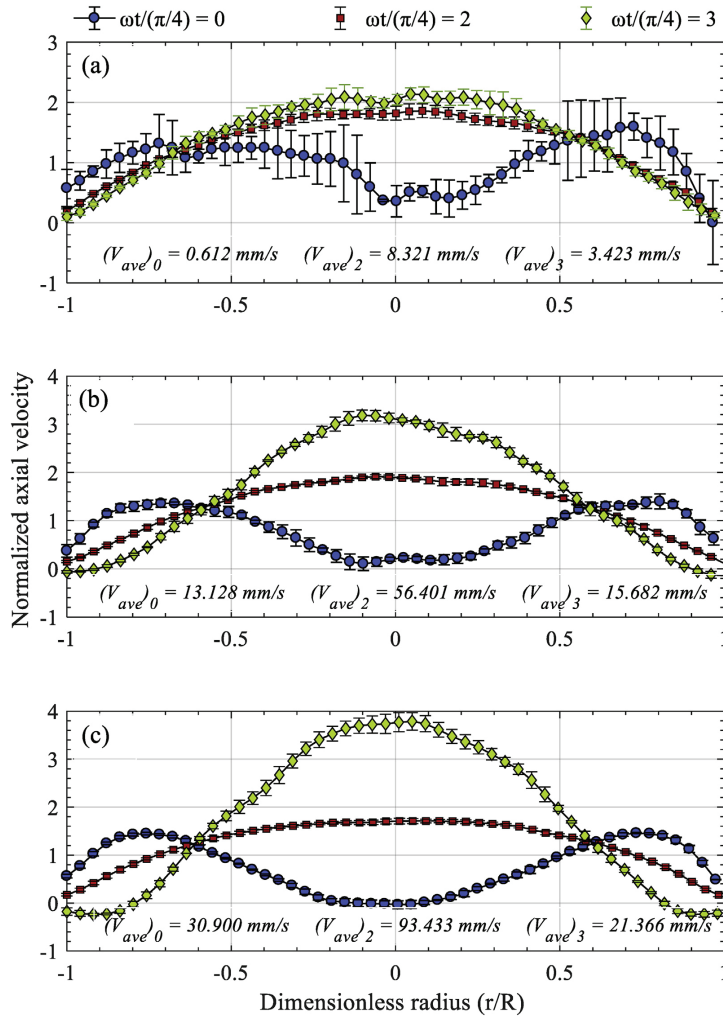 ωt/(π/4) = 0 ωt/(π/4) = 2 ωt/(π/4) = 3
3
(a)
2
1
0
(V_ave)_0 = 0.612 mm/s (V_ave)_2 = 8.321 mm/s (V_ave)_3 = 3.423 mm/s
-1
-1 -0.5 0 0.5 1
4
(b)
3
2
1
0
(V_ave)_0 = 13.128 mm/s (V_ave)_2 = 56.401 mm/s (V_ave)_3 = 15.682 mm/s
-1
-1 -0.5 0 0.5 1
Normalized axial velocity
4
(c)
3
2
1
0
(V_ave)_0 = 30.900 mm/s (V_ave)_2 = 93.433 mm/s (V_ave)_3 = 21.366 mm/s
-1
-1 -0.5 0 0.5 1
Dimensionless radius (r/R)